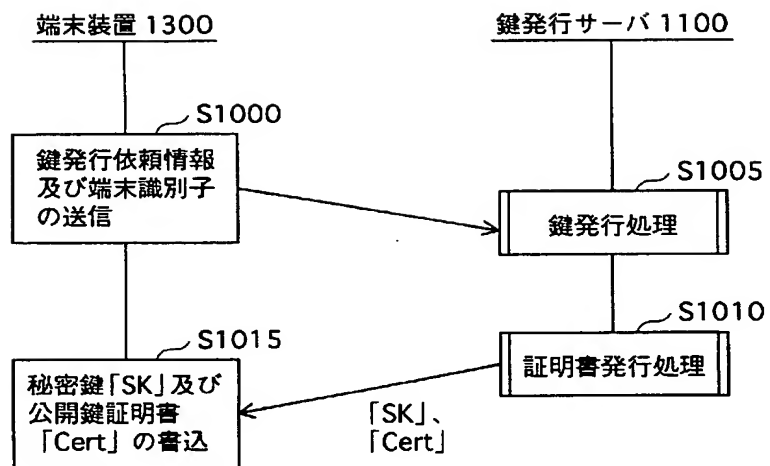 端末装置 1300
鍵発行サーバ 1100
S1000
鍵発行依頼情報
及び端末識別子
の送信
S1005
鍵発行処理
S1010
証明書発行処理
S1015
秘密鍵「SK」及び
公開鍵証明書
「Cert」の書込
「SK」、
「Cert」